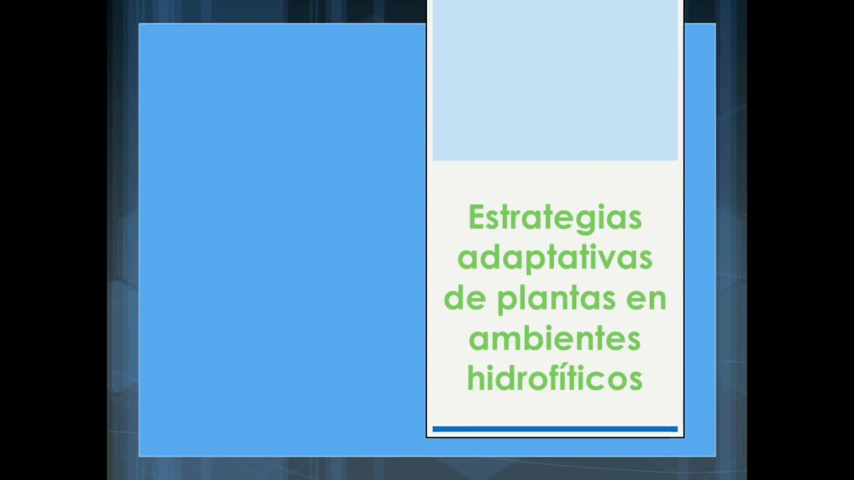 Estrategias
adaptativas
de plantas en
ambientes
hidrofíticos